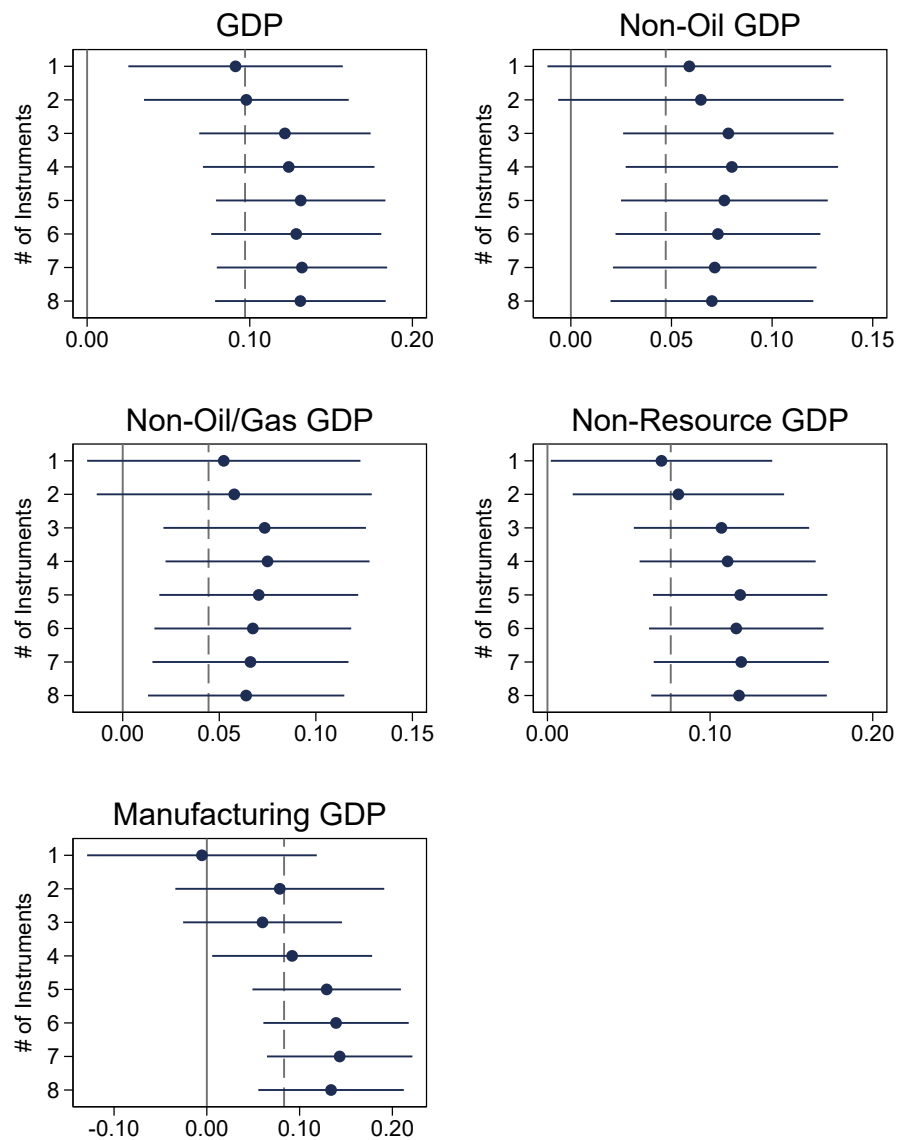 GDP
# of Instruments
1
2
3
4
5
6
7
8
0.00 0.10 0.20
Non-Oil GDP
# of Instruments
1
2
3
4
5
6
7
8
0.00 0.05 0.10 0.15
Non-Oil/Gas GDP
# of Instruments
1
2
3
4
5
6
7
8
0.00 0.05 0.10 0.15
Non-Resource GDP
# of Instruments
1
2
3
4
5
6
7
8
0.00 0.10 0.20
Manufacturing GDP
# of Instruments
1
2
3
4
5
6
7
8
-0.10 0.00 0.10 0.20